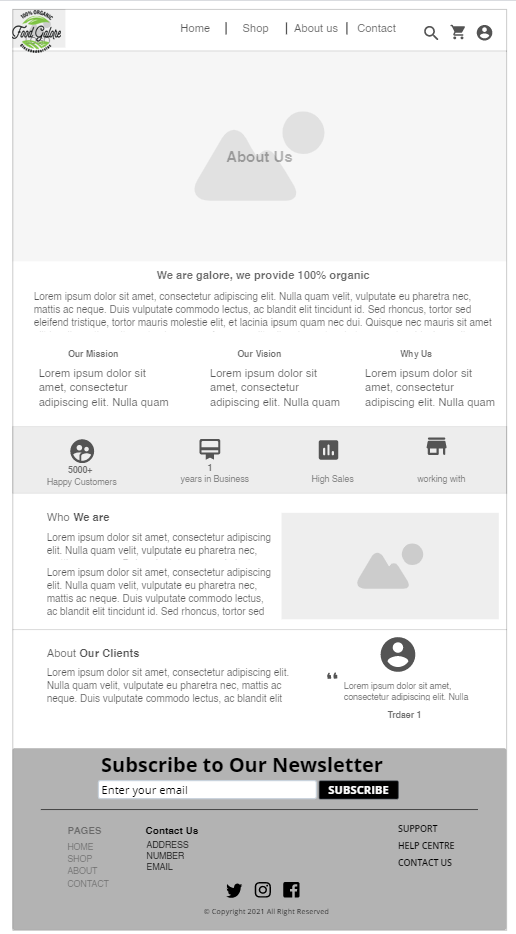 100% ORGANIC
Food Galore
Home | Shop | About us | Contact
About Us
We are galore, we provide 100% organic
Lorem ipsum dolor sit amet, consectetur adipiscing elit. Nulla quam velit, vulputate eu pharetra nec,
mattis ac neque. Duis vulputate commodo lectus, ac blandit elit tincidunt id. Sed rhoncus, tortor sed
eleifend tristique, tortor mauris molestie elit, et lacinia ipsum quam nec dui. Quisque nec mauris sit amet
Our Mission
Lorem ipsum dolor sit
amet, consectetur
adipiscing elit. Nulla quam
Our Vision
Lorem ipsum dolor sit
amet, consectetur
adipiscing elit. Nulla quam
Why Us
Lorem ipsum dolor sit
amet, consectetur
adipiscing elit. Nulla quam
5000+
Happy Customers
1
years in Business
High Sales
working with
Who We are
Lorem ipsum dolor sit amet, consectetur adipiscing
elit. Nulla quam velit, vulputate eu pharetra nec,
Lorem ipsum dolor sit amet, consectetur adipiscing
elit. Nulla quam velit, vulputate eu pharetra nec,
mattis ac neque. Duis vulputate commodo lectus,
ac blandit elit tincidunt id. Sed rhoncus, tortor sed
About Our Clients
Lorem ipsum dolor sit amet, consectetur adipiscing elit.
Nulla quam velit, vulputate eu pharetra nec, mattis ac
neque. Duis vulputate commodo lectus, ac blandit elit
“
Lorem ipsum dolor sit amet,
consectetur adipiscing elit. Nulla
Trdaer 1
Subscribe to Our Newsletter
Enter your email
SUBSCRIBE
PAGES
HOME
SHOP
ABOUT
CONTACT
Contact Us
ADDRESS
NUMBER
EMAIL
SUPPORT
HELP CENTRE
CONTACT US
© Copyright 2021 All Right Reserved